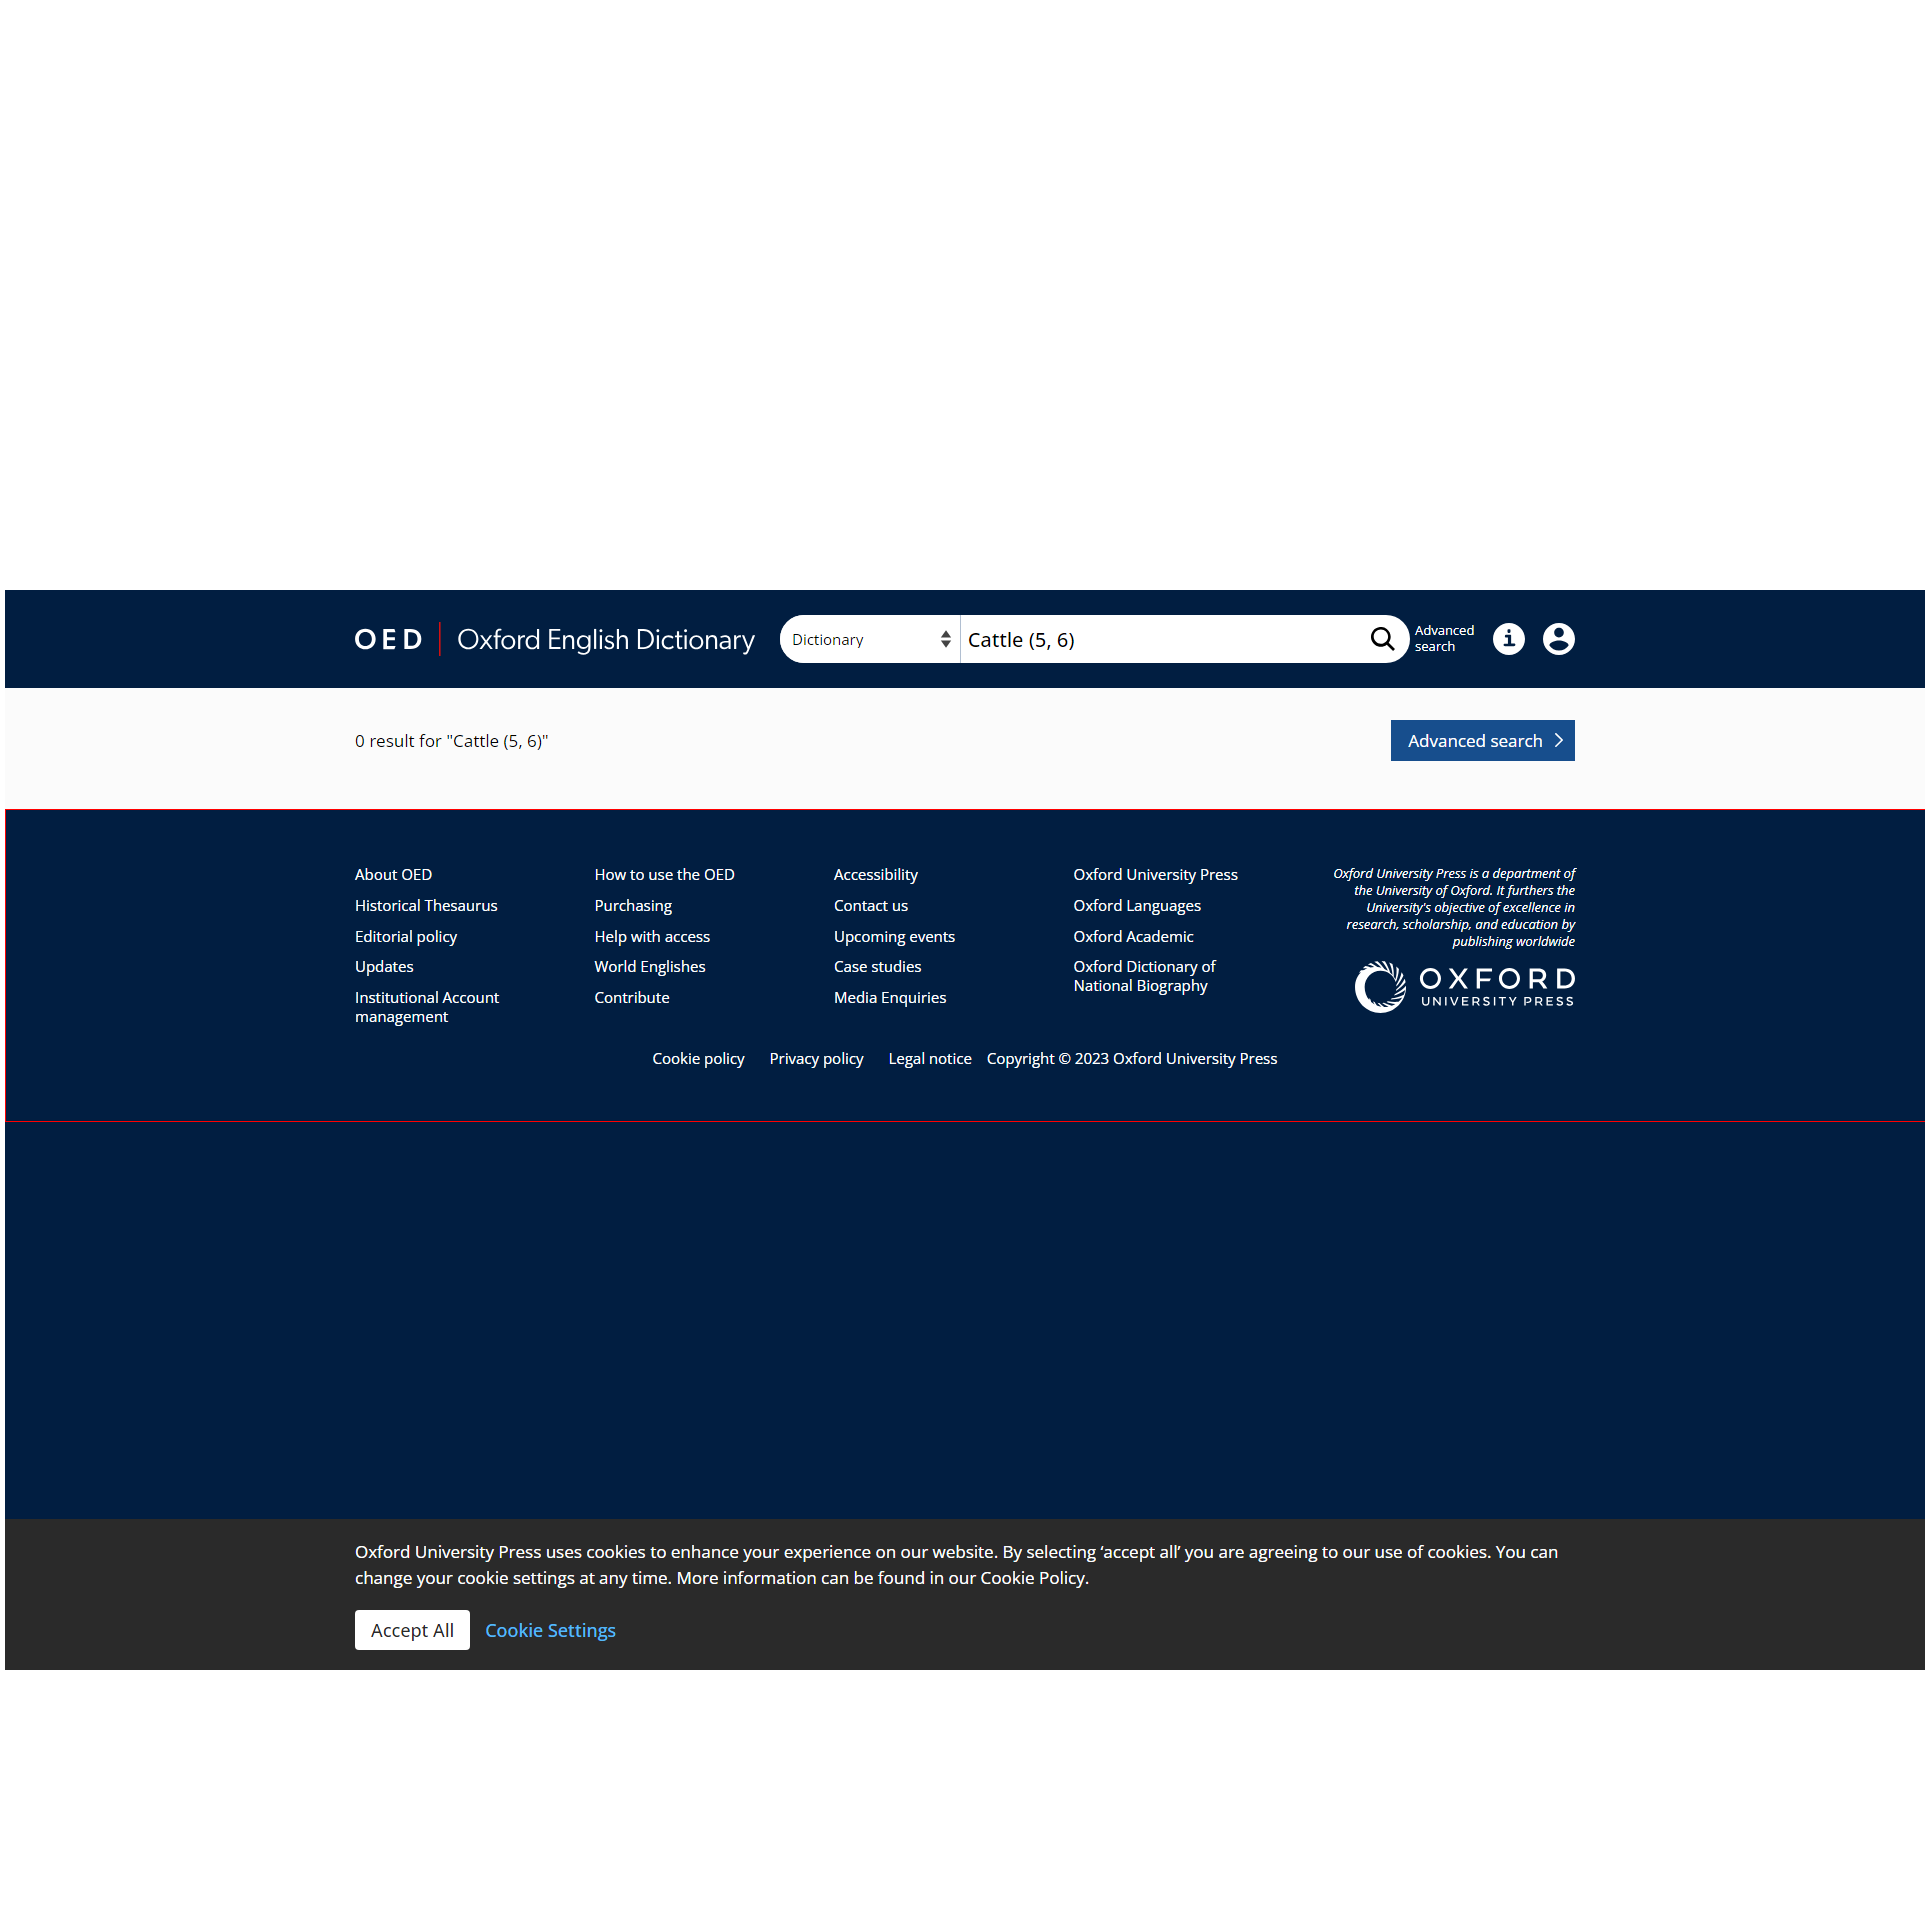 OED | Oxford English Dictionary
Dictionary
Cattle (5, 6)
Advanced
search
0 result for "Cattle (5, 6)"
Advanced search
About OED
Historical Thesaurus
Editorial policy
Updates
Institutional Account
management
How to use the OED
Purchasing
Help with access
World Englishes
Contribute
Accessibility
Contact us
Upcoming events
Case studies
Media Enquiries
Oxford University Press
Oxford Languages
Oxford Academic
Oxford Dictionary of
National Biography
Oxford University Press is a department of
the University of Oxford. It furthers the
University's objective of excellence in
research, scholarship, and education by
publishing worldwide
OXFORD
UNIVERSITY PRESS
Cookie policy Privacy policy Legal notice Copyright © 2023 Oxford University Press
Oxford University Press uses cookies to enhance your experience on our website. By selecting ‘accept all’ you are agreeing to our use of cookies. You can
change your cookie settings at any time. More information can be found in our Cookie Policy.
Accept All Cookie Settings